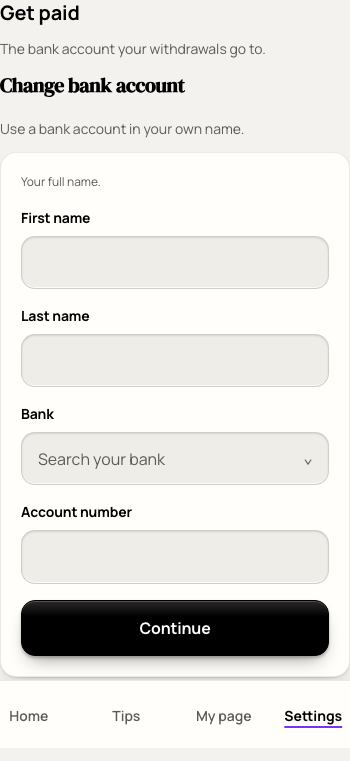 Get paid
The bank account your withdrawals go to.
Change bank account
Use a bank account in your own name.
Your full name.
First name
Last name
Bank
Search your bank
Account number
Continue
Home Tips My page Settings